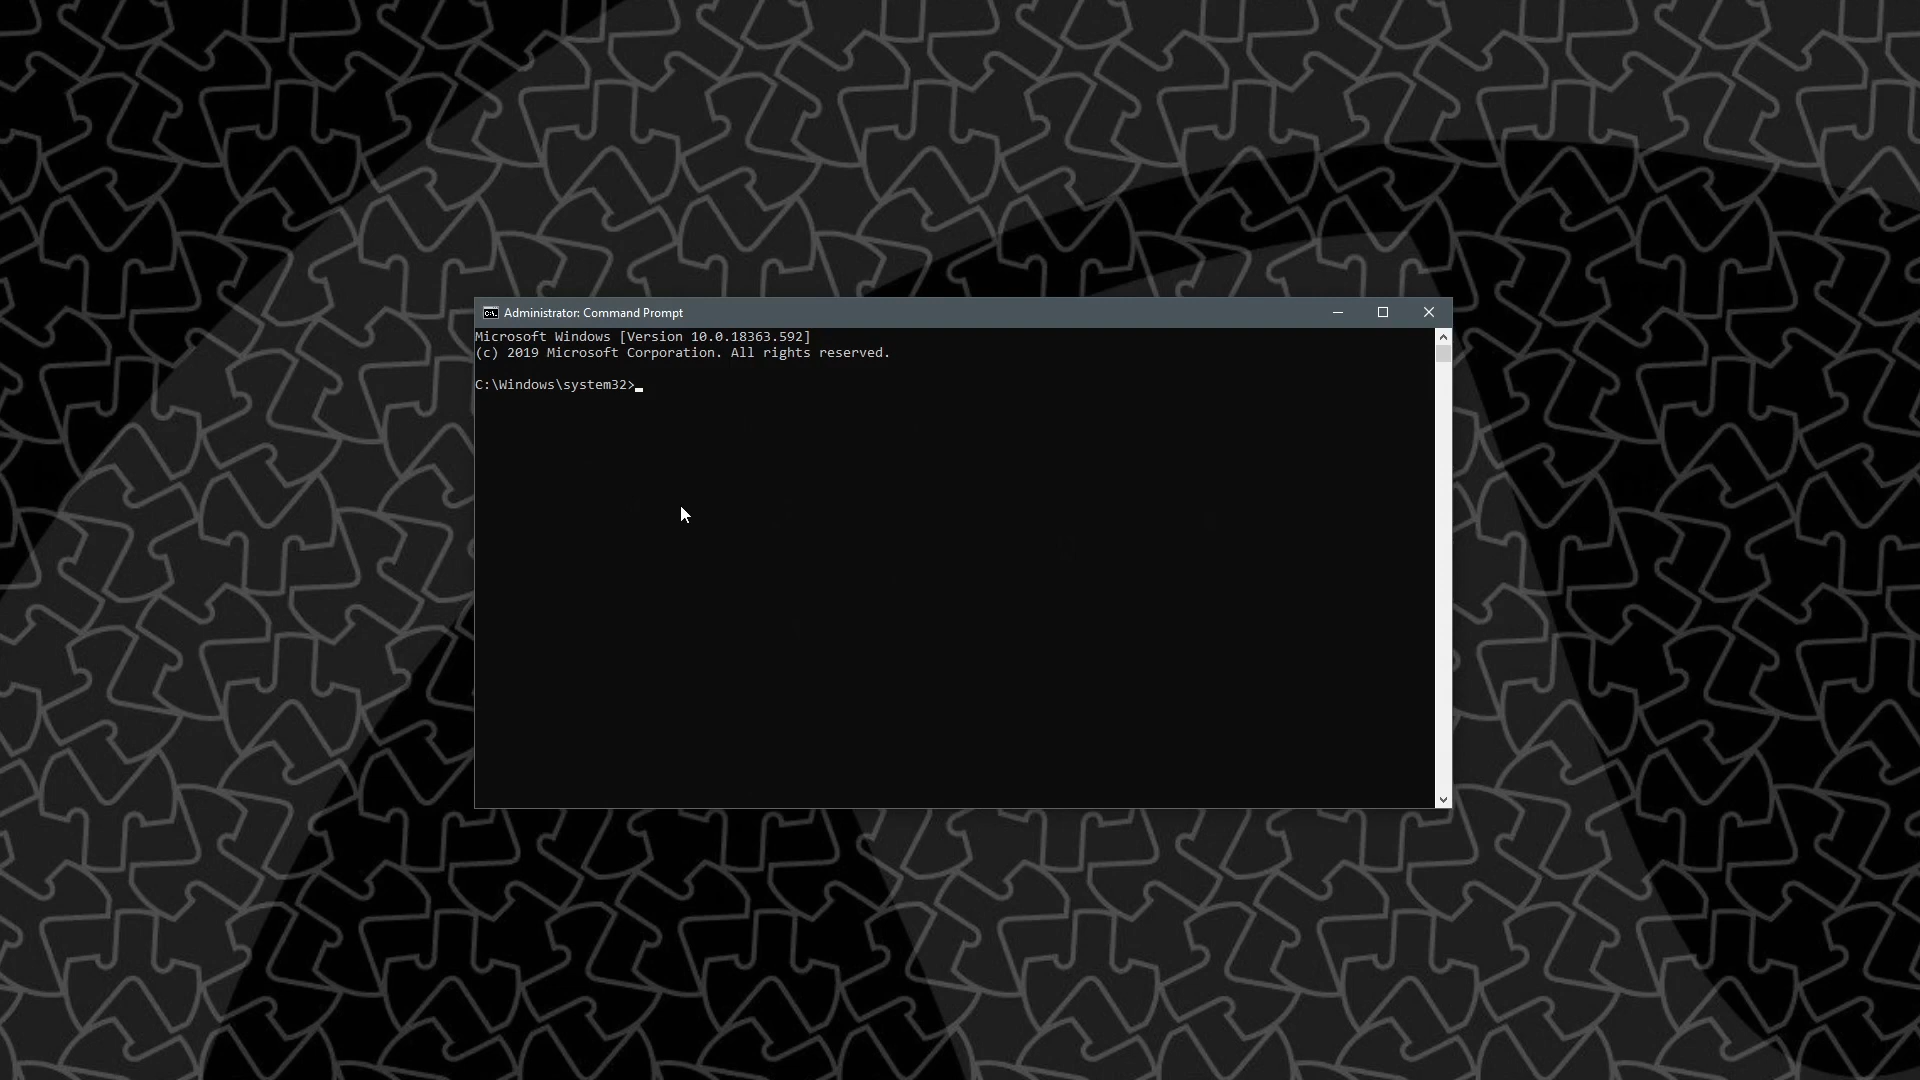 Administrator: Command Prompt
Microsoft Windows [Version 10.0.18363.592]
(c) 2019 Microsoft Corporation. All rights reserved.
C:\Windows\system32>